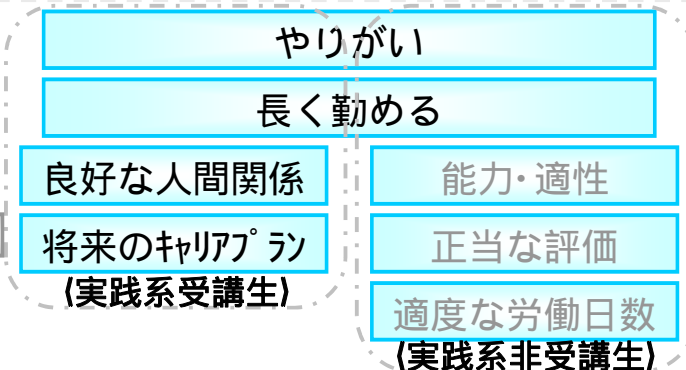 やりがい
長く勤める
良好な人間関係
将来のｷｬﾘｱﾌﾟﾗﾝ
(実践系受講生)
能力・適性
正当な評価
適度な労働日数
(実践系非受講生)